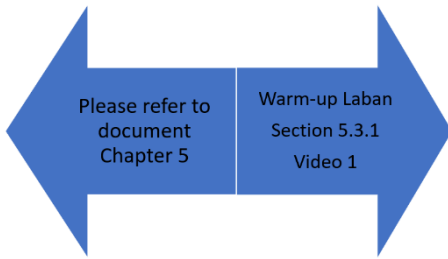 Please refer to
document
Chapter 5
Warm-up Laban
Section 5.3.1
Video 1